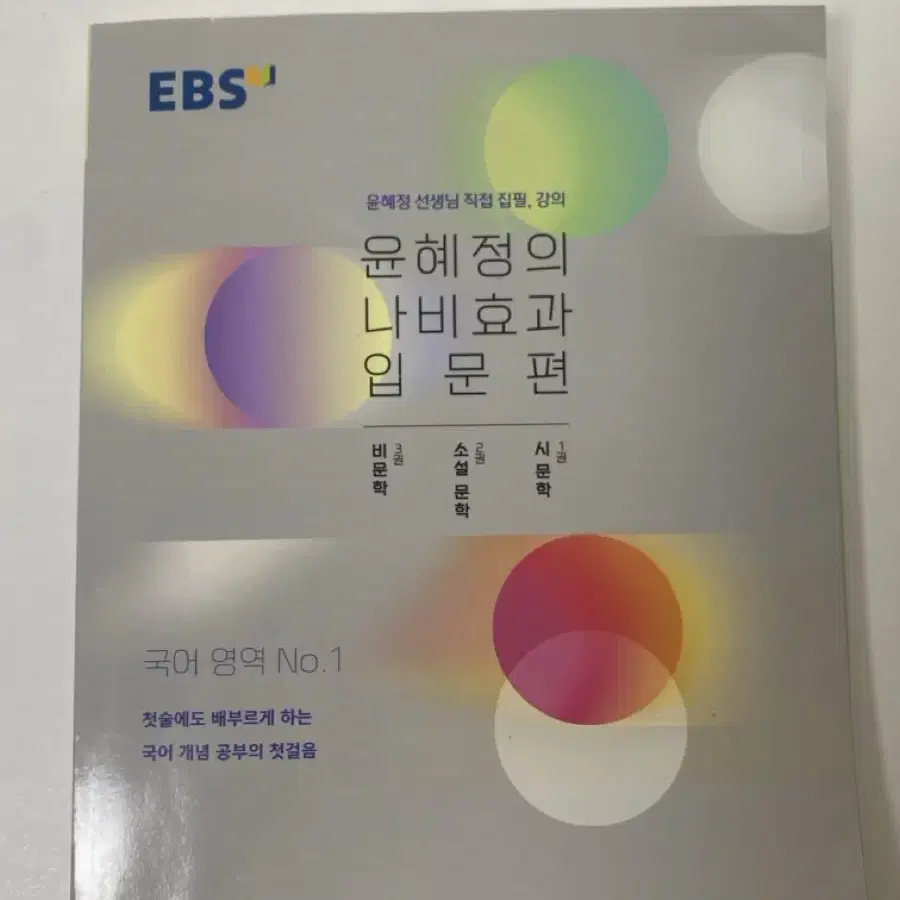 EBS
윤혜정 선생님 직접 집필, 강의
윤혜정의
나비효과
입문편
1권
시 문학
2권
소설 문학
3권
비문학
국어 영역 No.1
첫술에도 배부르게 하는
국어 개념 공부의 첫걸음